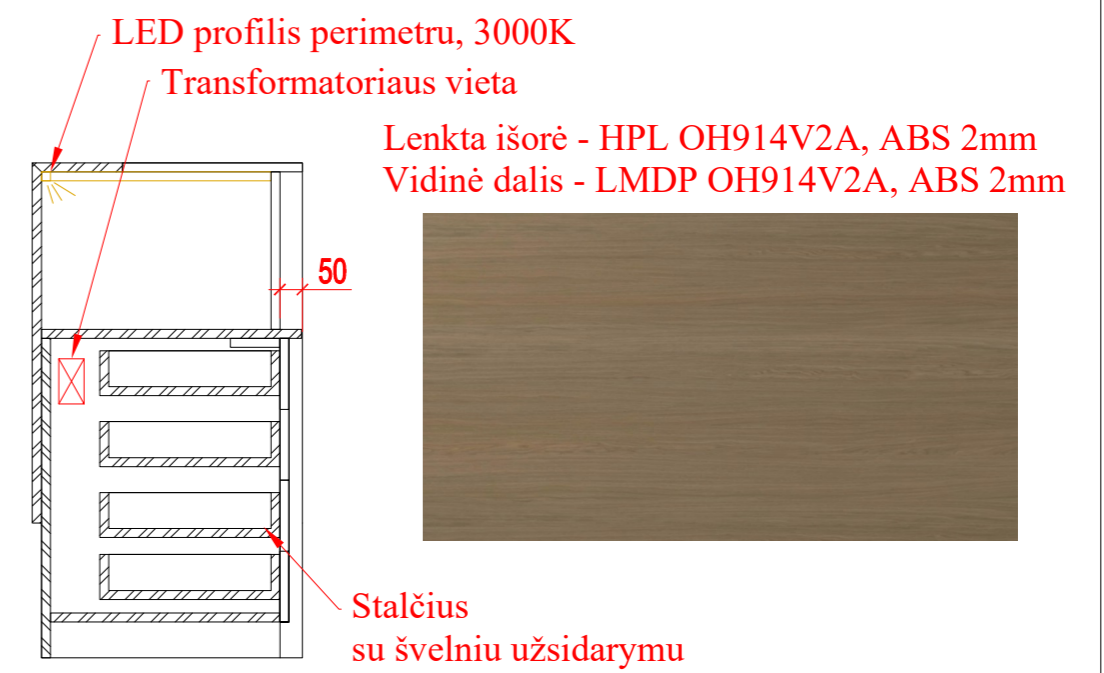 LED profilis perimetru, 3000K
Transformatoriaus vieta
Lenkta išorė - HPL OH914V2A, ABS 2mm
Vidinė dalis - LMDP OH914V2A, ABS 2mm
50
Stalčius
su švelniu užsidarymu